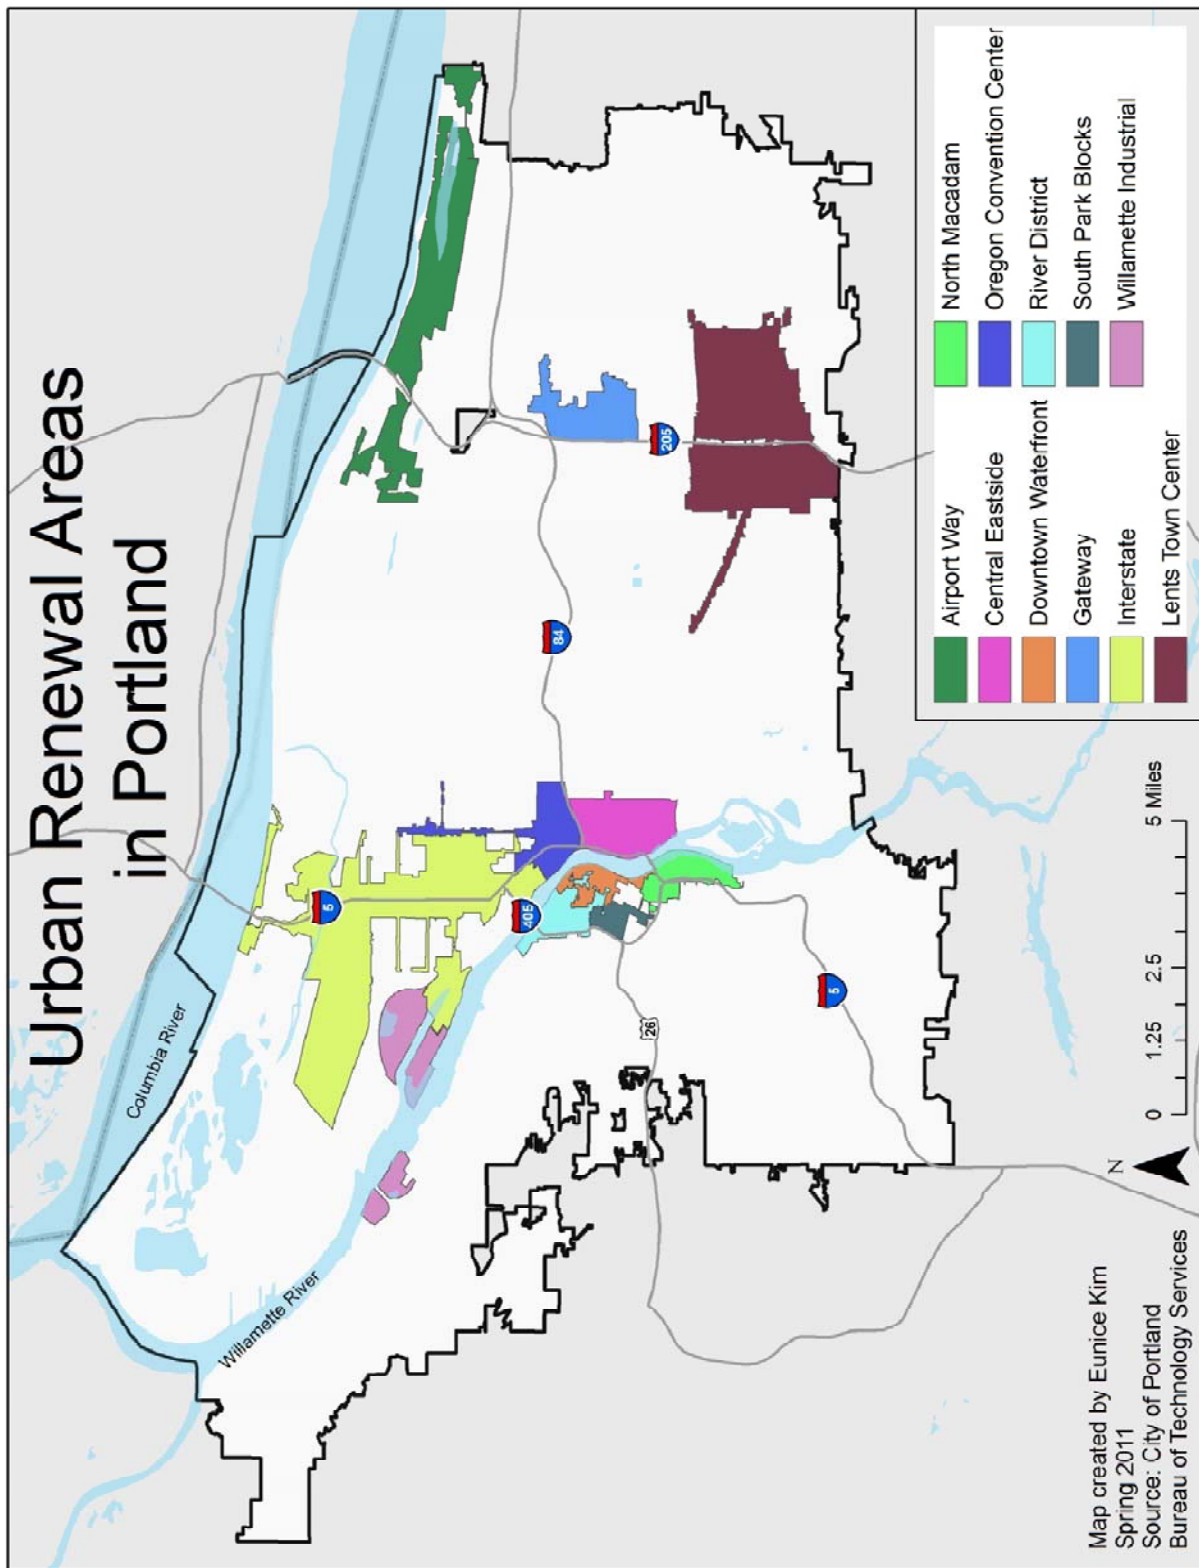 Urban Renewal Areas
in Portland
Columbia River
Willamette River
5
405
84
205
26
5
Airport Way
Central Eastside
Downtown Waterfront
Gateway
Interstate
Lents Town Center
North Macadam
Oregon Convention Center
River District
South Park Blocks
Willamette Industrial
Map created by Eunice Kim
Spring 2011
Source: City of Portland
Bureau of Technology Services
N
0 1.25 2.5 5 Miles